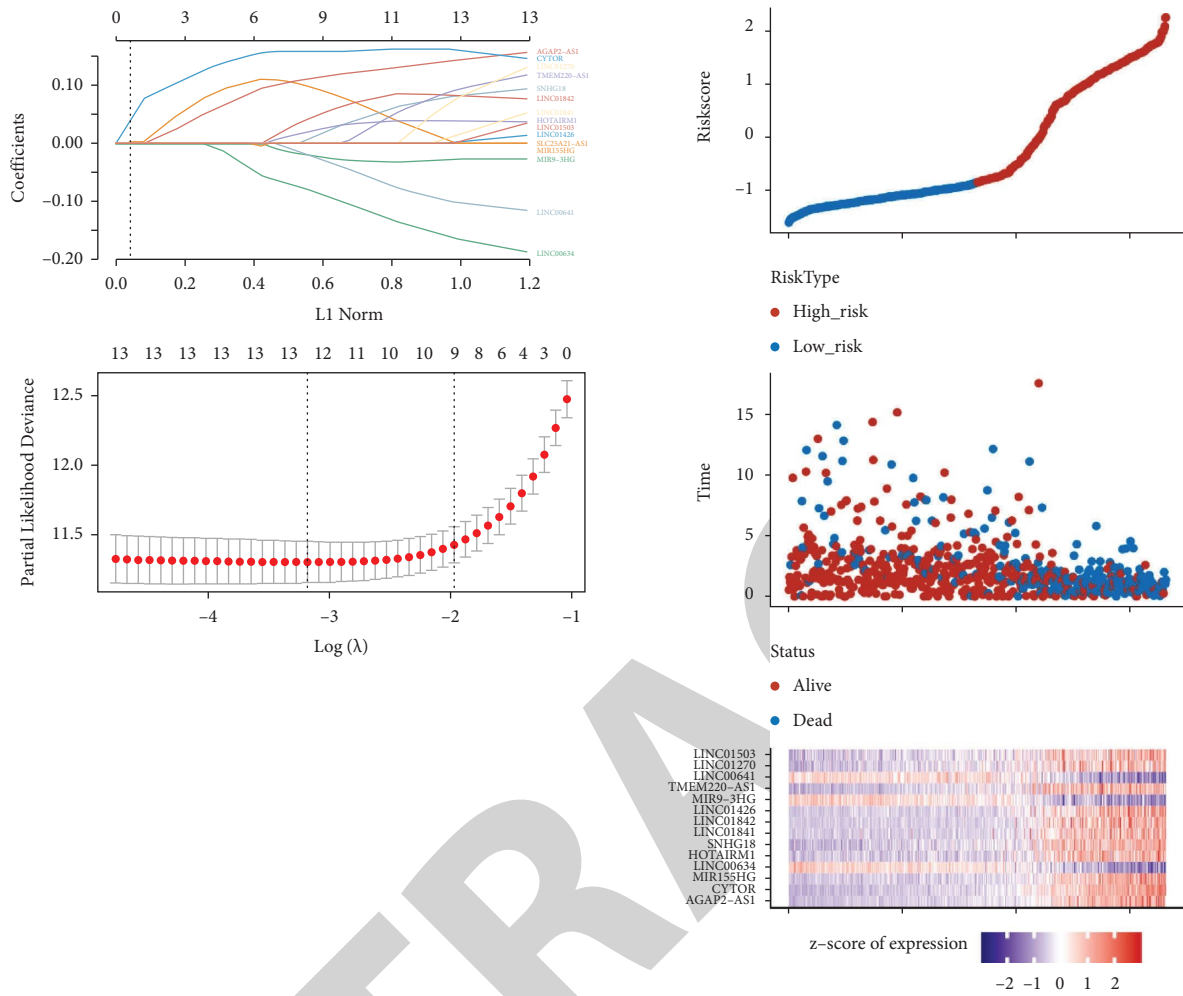 0 3 6 9 11 13 13
0.10
0.00
−0.10
−0.20
Coefficients
AGAP2−AS1
CYTOR
LINC01270
TMEM220−AS1
SNHG18
LINC01842
LINC01841
HOTAIRM1
LINC01503
LINC01426
SLC25A21−AS1
MIR155HG
MIR9−3HG
LINC00641
LINC00634
0.0 0.2 0.4 0.6 0.8 1.0 1.2
L1 Norm
13 13 13 13 13 13 12 11 10 10 9 8 6 4 3 0
12.5
12.0
11.5
Partial Likelihood Deviance
−4 −3 −2 −1
Log (λ)
2
1
0
−1
Riskscore
RiskType
High_risk
Low_risk
15
10
5
0
Time
Status
Alive
Dead
LINC01503
LINC01270
LINC00641
TMEM220−AS1
MIR9−3HG
LINC01426
LINC01842
LINC01841
SNHG18
HOTAIRM1
LINC00634
MIR155HG
CYTOR
AGAP2−AS1
z−score of expression
−2 −1 0 1 2